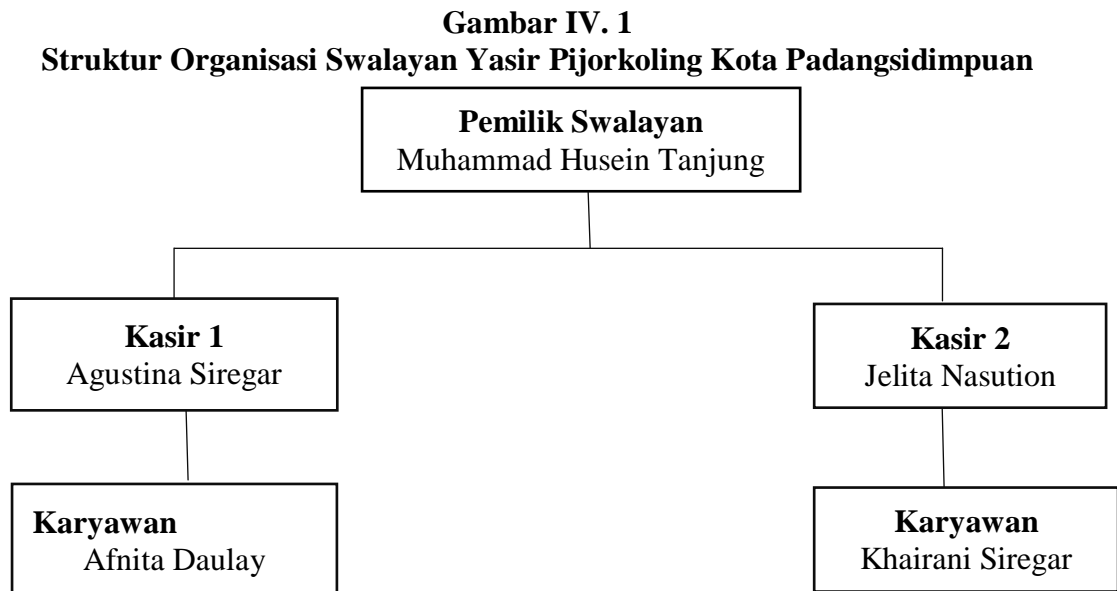 Gambar IV. 1
Struktur Organisasi Swalayan Yasir Pijorkoling Kota Padangsidimpuan
Pemilik Swalayan
Muhammad Husein Tanjung
Kasir 1
Agustina Siregar
Kasir 2
Jelita Nasution
Karyawan
Afnita Daulay
Karyawan
Khairani Siregar